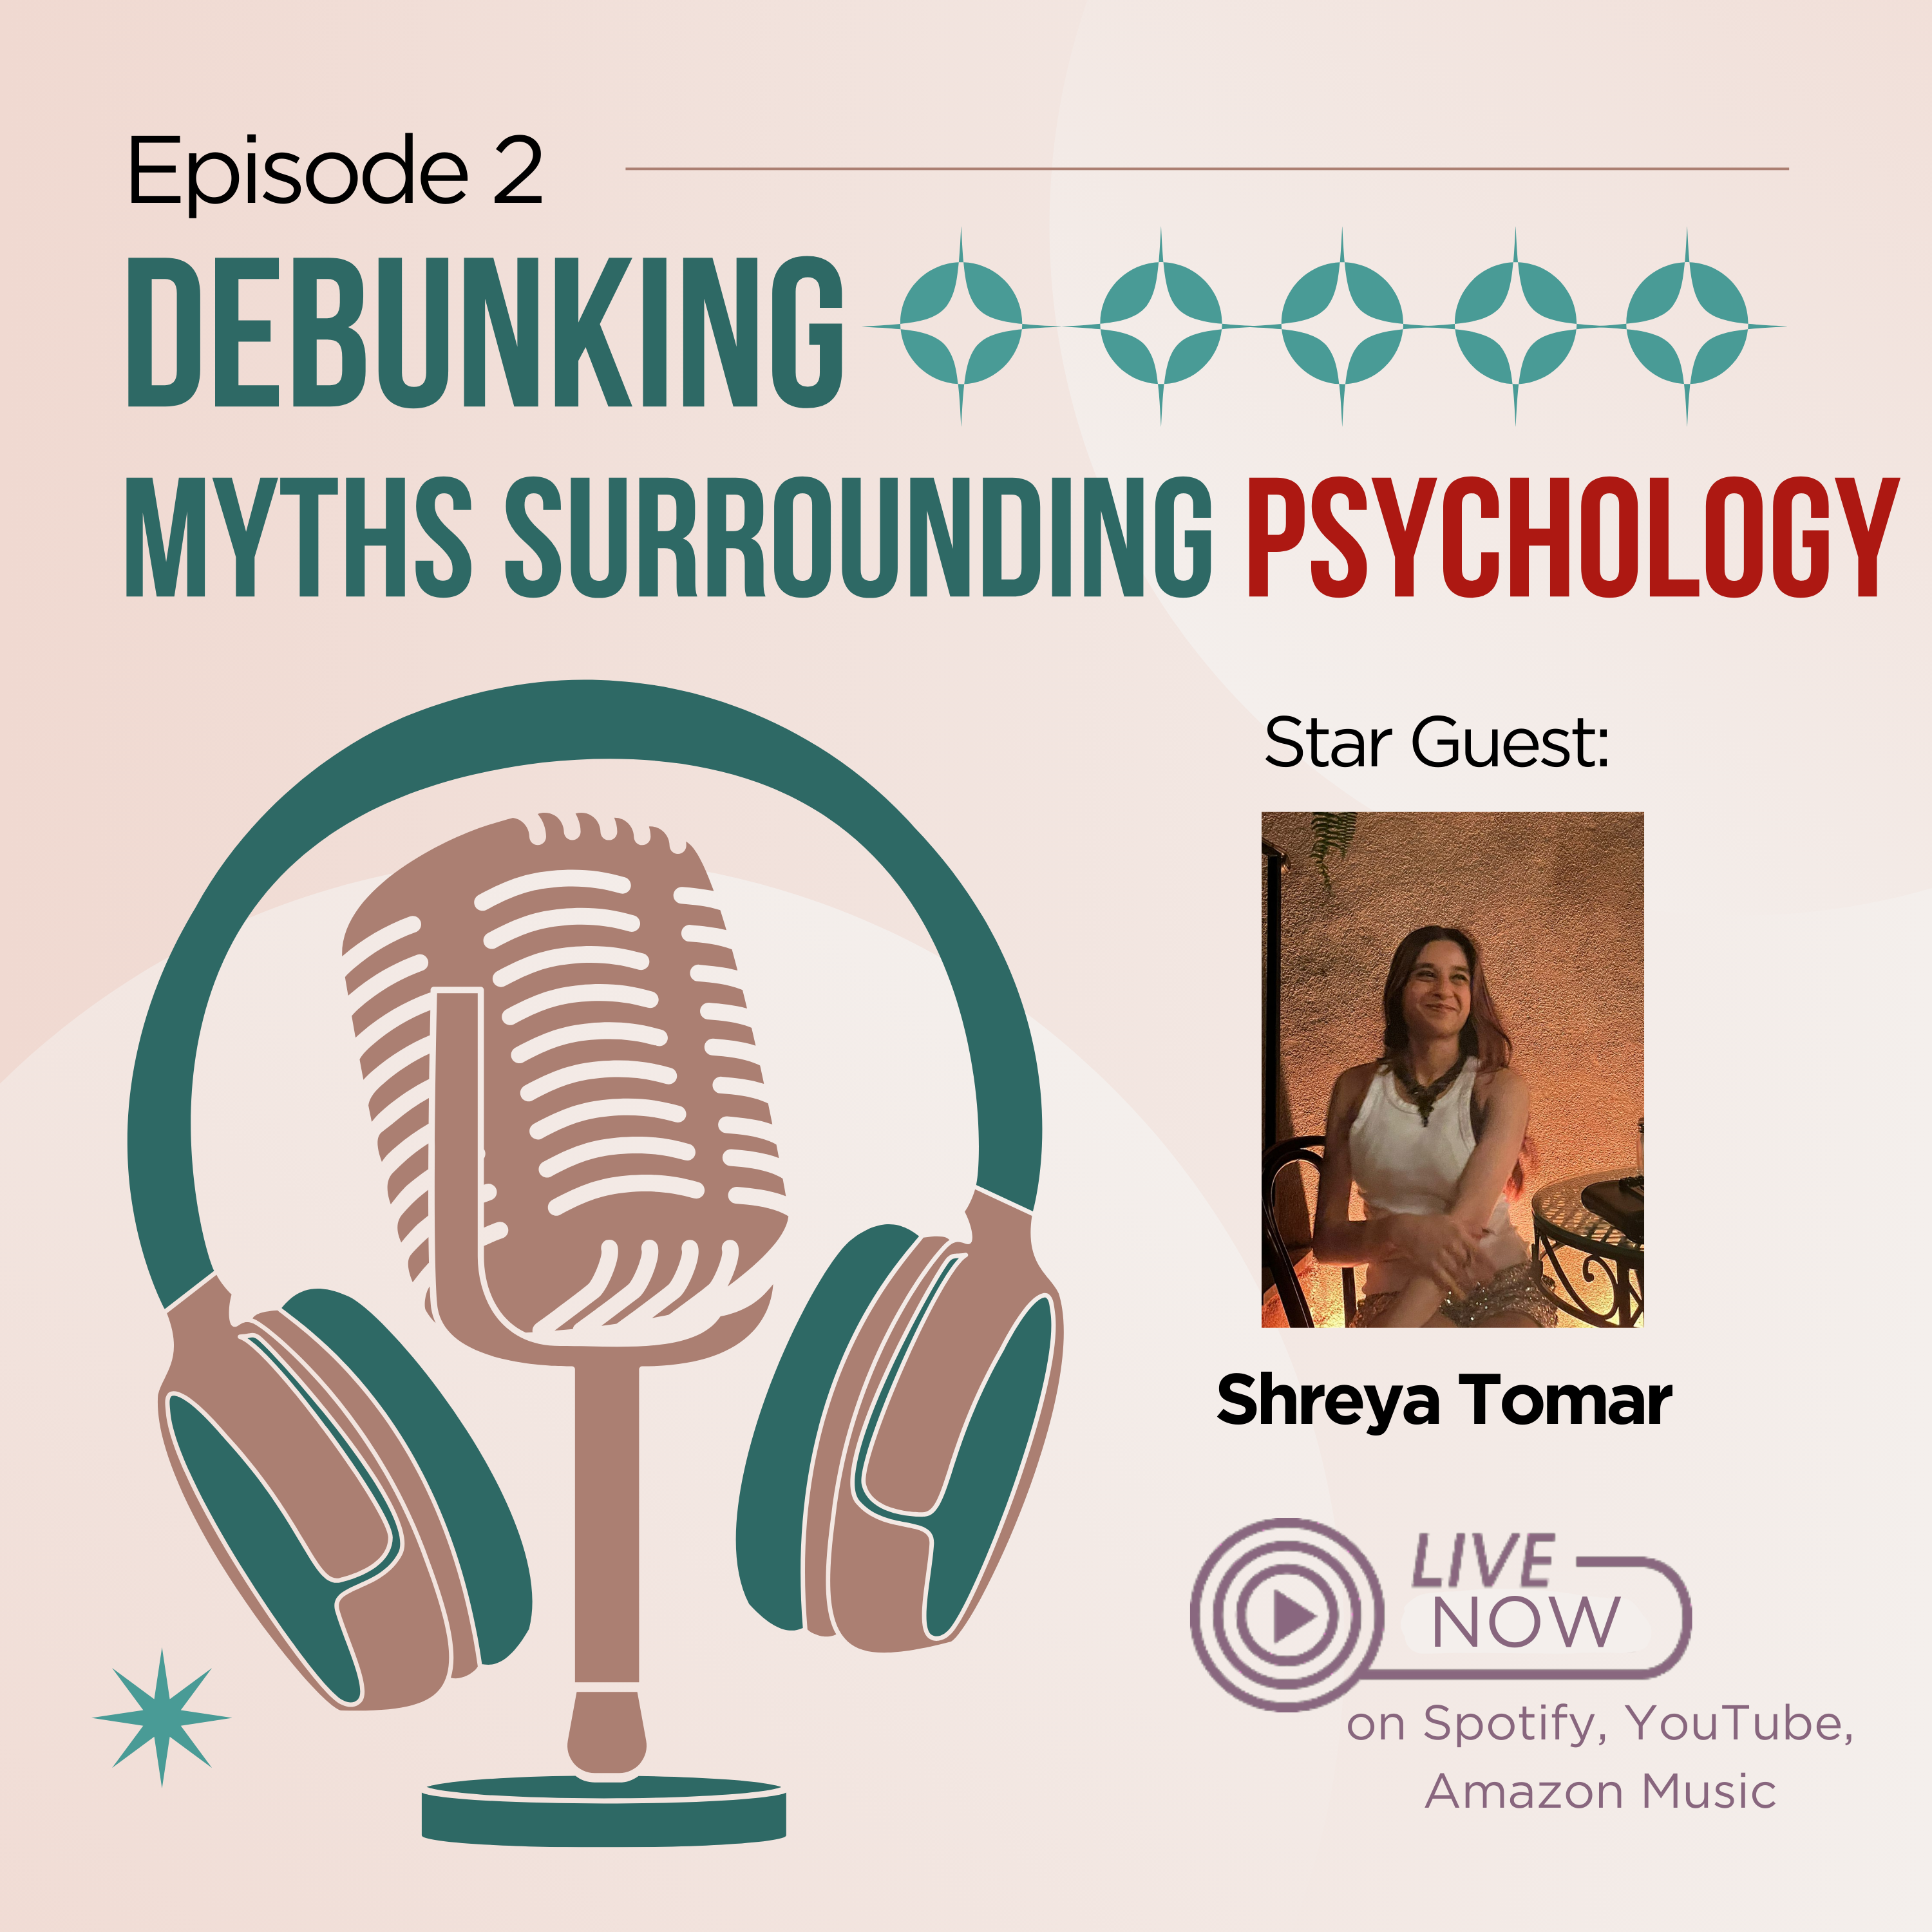 Episode 2
DEBUNKING
MYTHS SURROUNDING PSYCHOLOGY
Star Guest:
Shreya Tomar
LIVE
NOW
on Spotify, YouTube,
Amazon Music